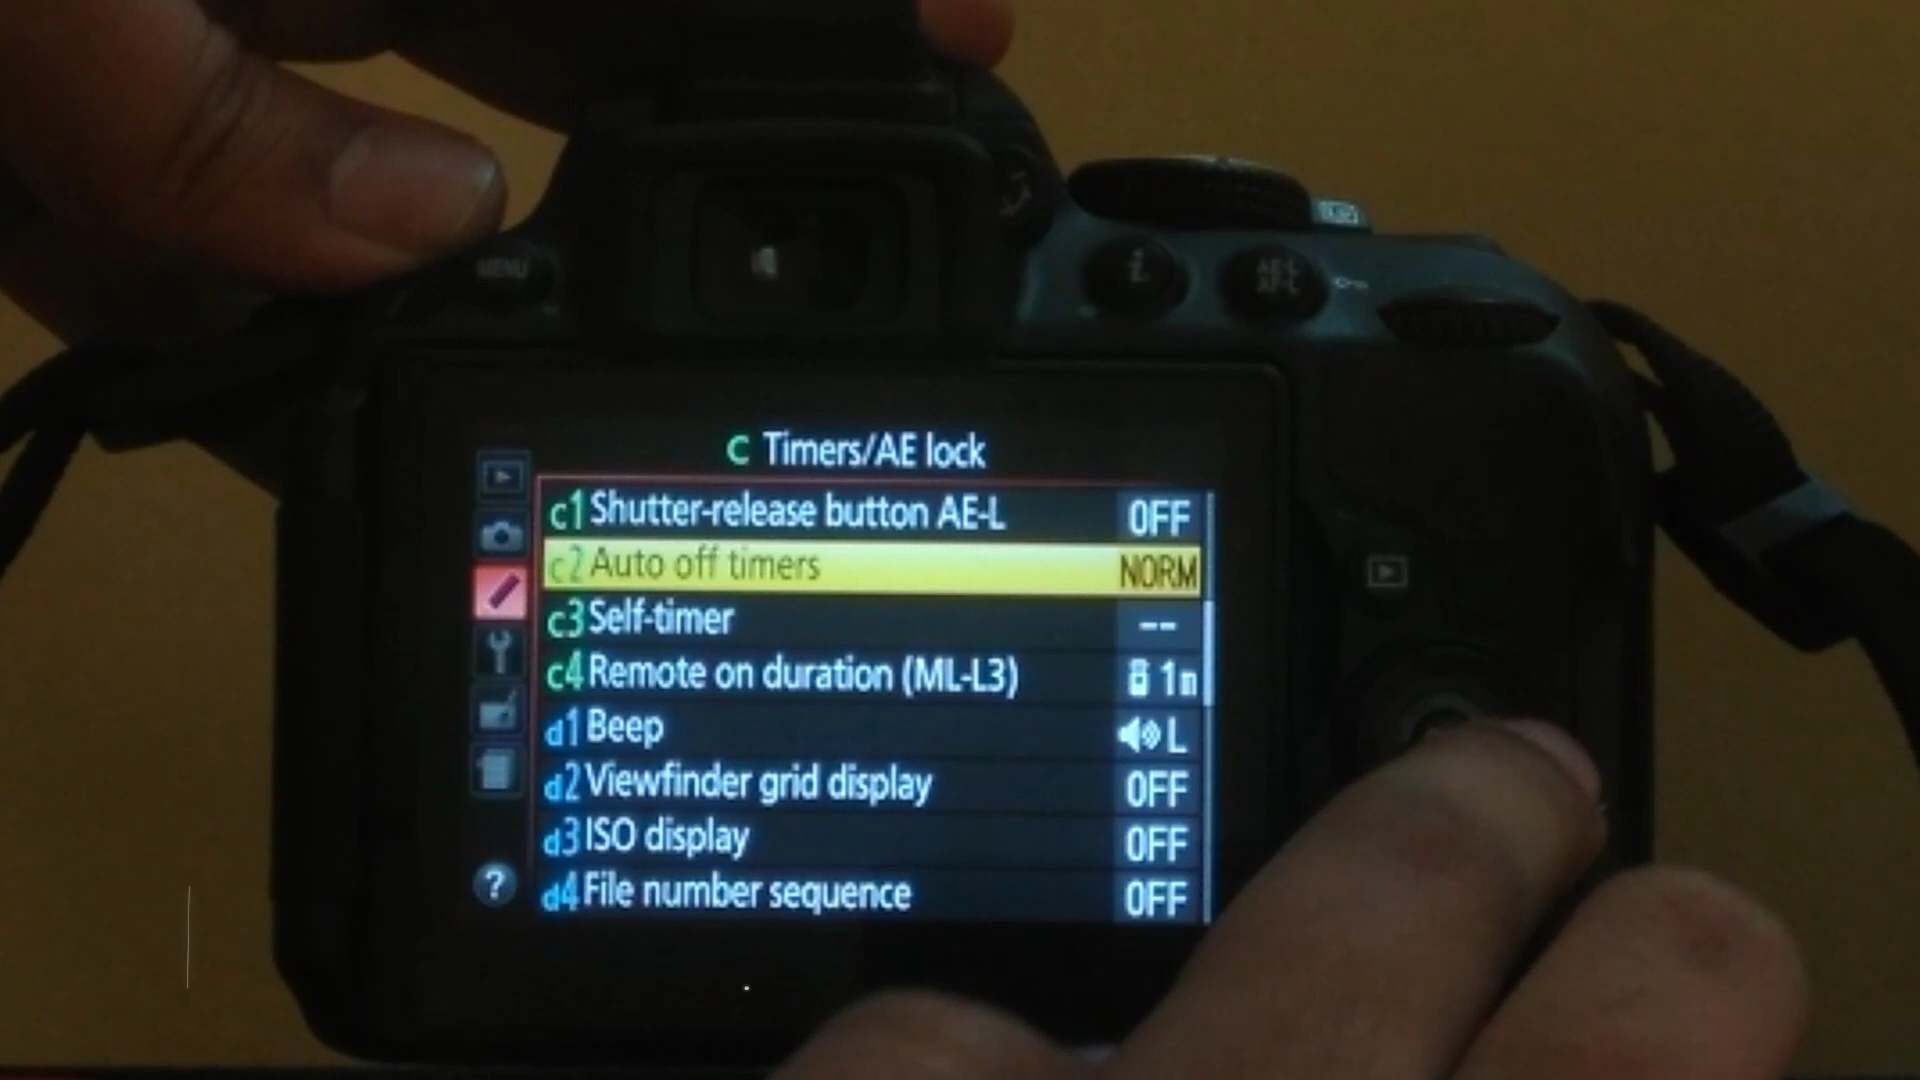 MENU
i
AE-L
AF-L
C Timers/AE lock
c1 Shutter-release button AE-L OFF
c2 Auto off timers NORM
c3 Self-timer --
c4 Remote on duration (ML-L3) 1m
d1 Beep L
d2 Viewfinder grid display OFF
d3 ISO display OFF
d4 File number sequence OFF
?